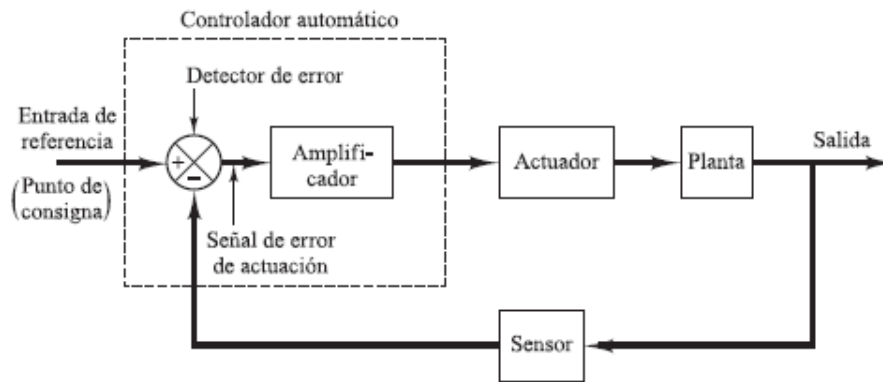 Controlador automático
Detector de error
Entrada de
referencia
(Punto de
consigna)
+
-
Amplifi-
cador
Señal de error
de actuación
Actuador
Planta
Salida
Sensor